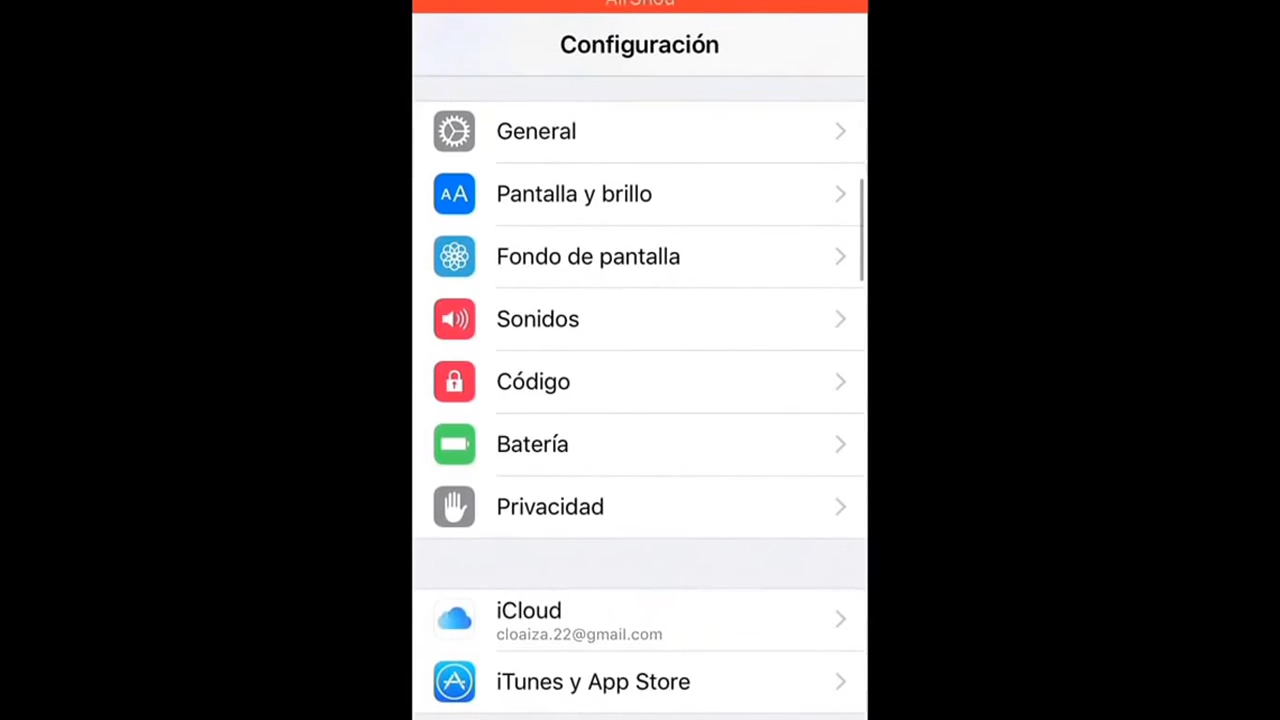 Configuración
General
AA Pantalla y brillo
Fondo de pantalla
Sonidos
Código
Batería
Privacidad
iCloud
cloaiza.22@gmail.com
iTunes y App Store